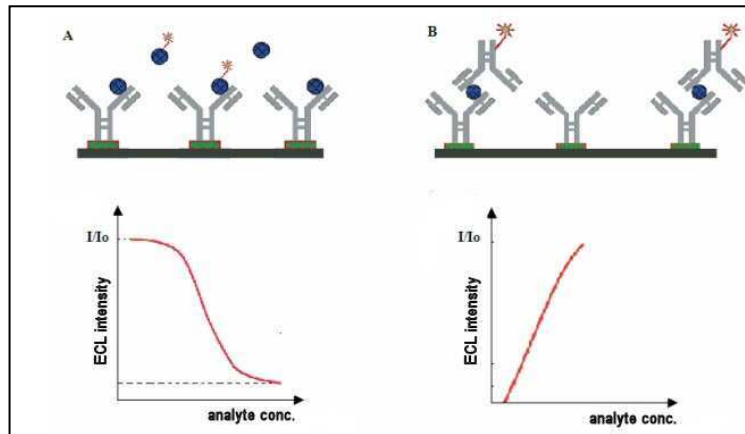 A
B
I/Io
ECL intensity
analyte conc.
I/Io
ECL intensity
analyte conc.